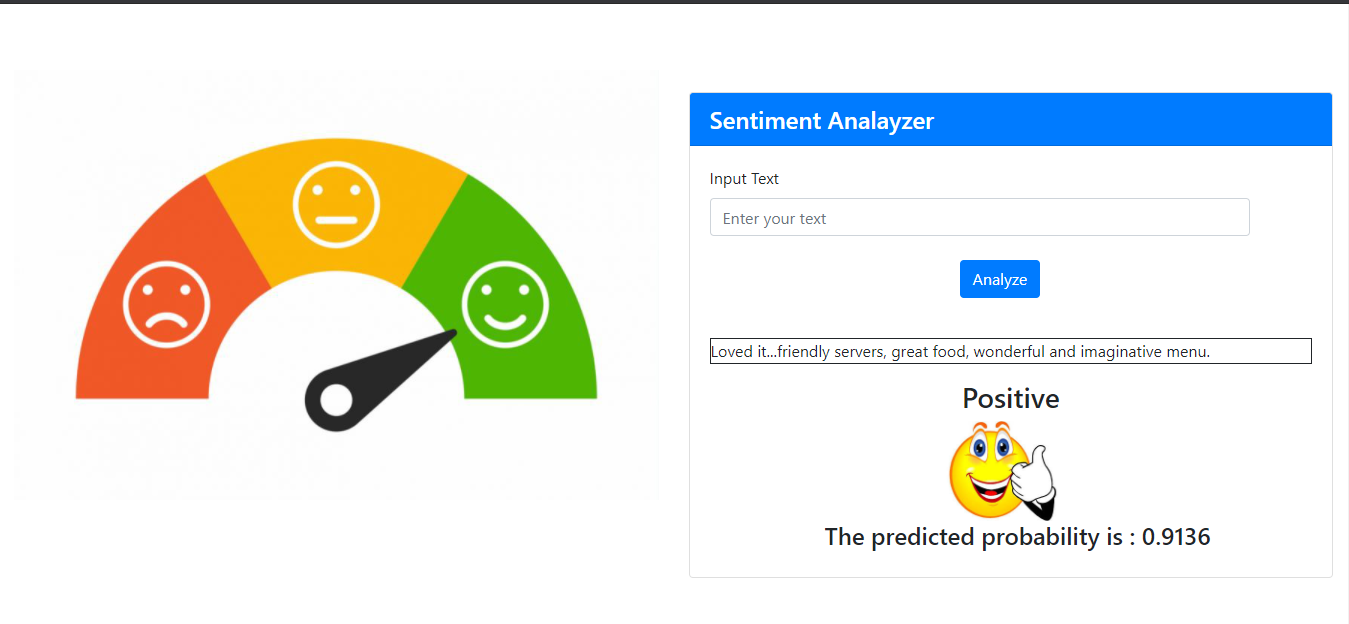 Sentiment Analayzer
Input Text
Enter your text
Analyze
Loved it...friendly servers, great food, wonderful and imaginative menu.
Positive
The predicted probability is : 0.9136